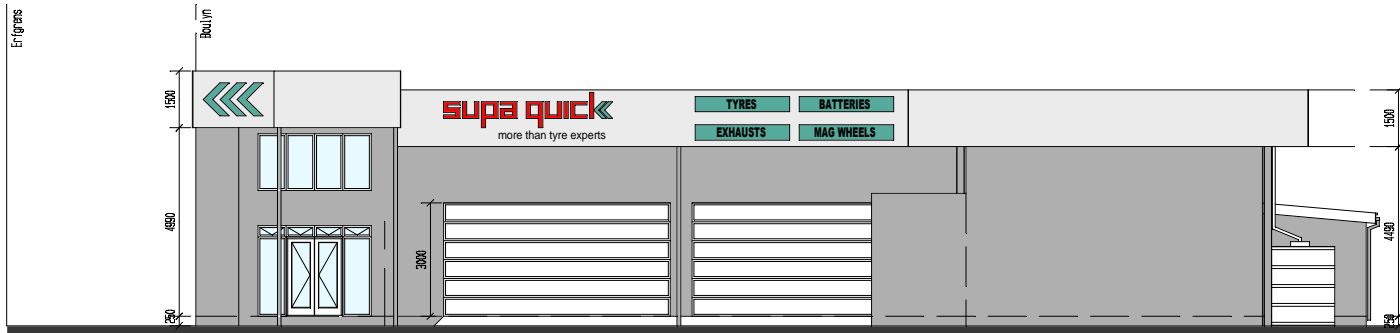 Erfgrens
Boulyn
supa quick
more than tyre experts
TYRES
BATTERIES
EXHAUSTS
MAG WHEELS
1500
4990
250
3000
1500
4490